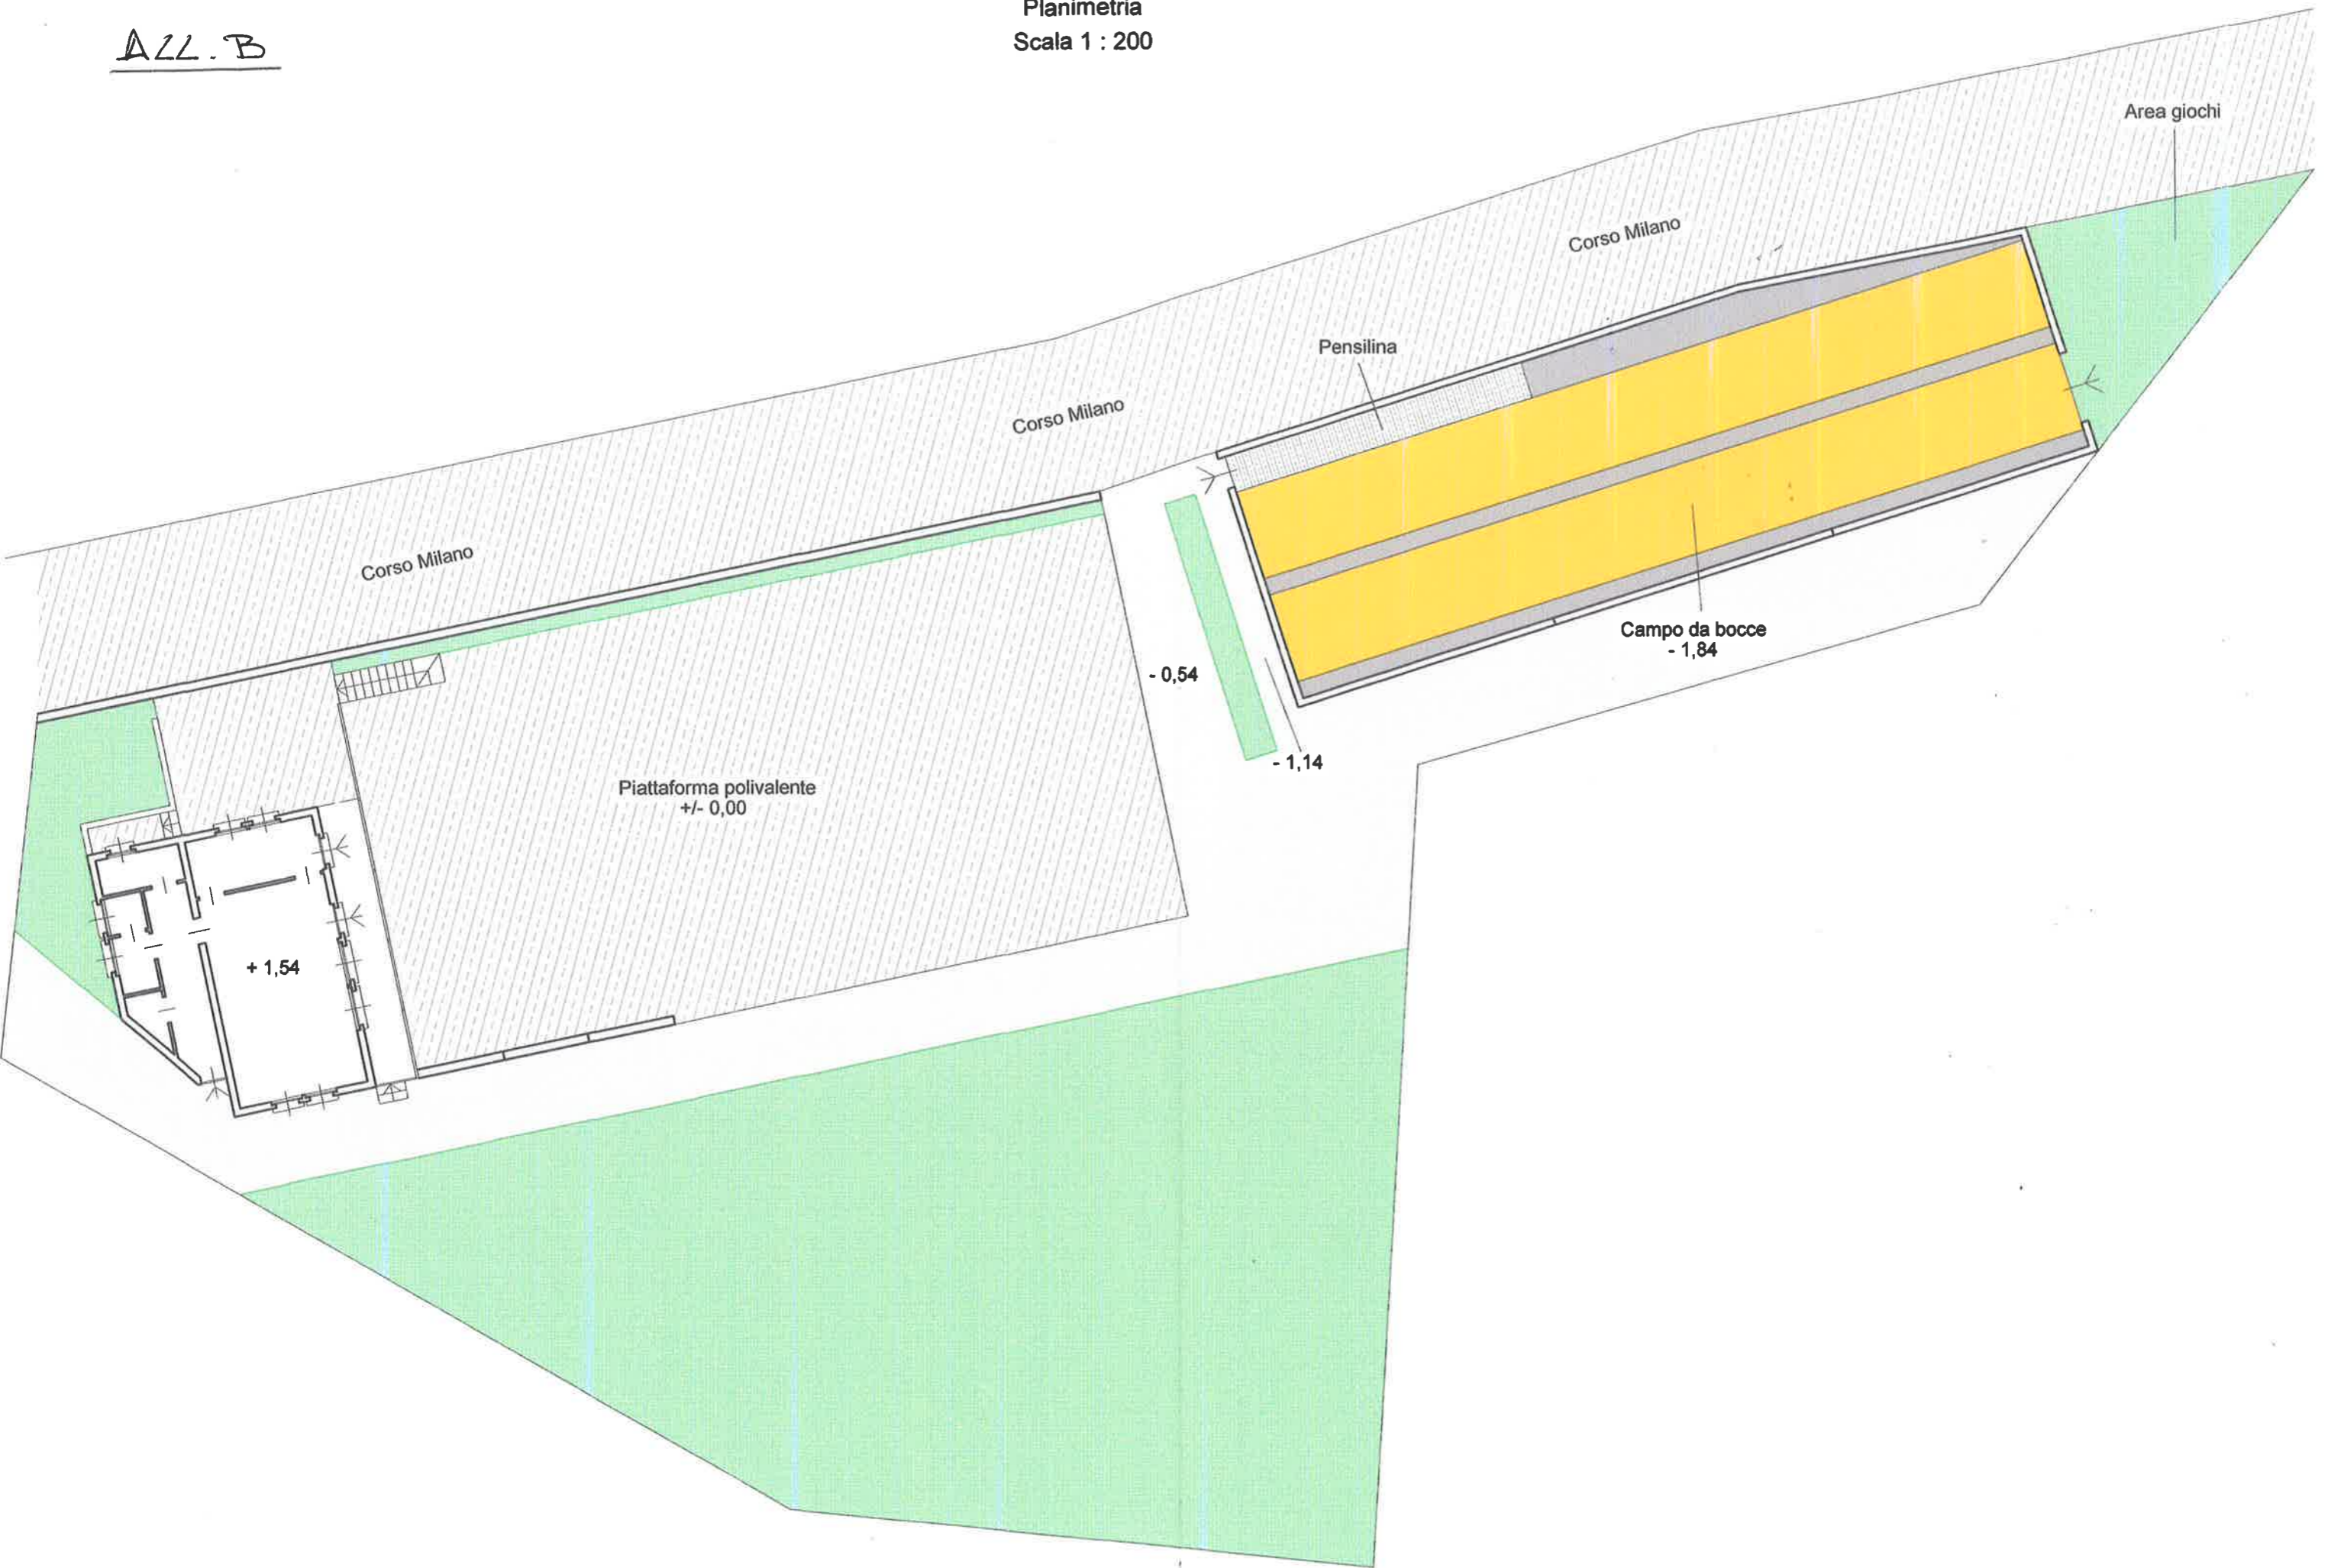 ALL. B
Planimetria
Scala 1 : 200
Area giochi
Corso Milano
Pensilina
Corso Milano
Corso Milano
Campo da bocce
- 1,84
- 0,54
- 1,14
Piattaforma polivalente
+/- 0,00
+ 1,54